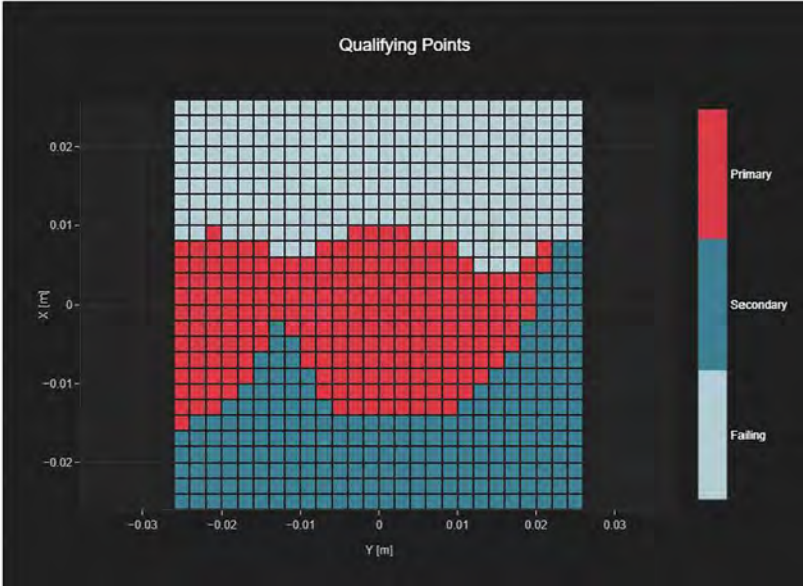 Qualifying Points
0.02
0.01
0
−0.01
−0.02
X [m]
−0.03
−0.02
−0.01
0
0.01
0.02
0.03
Y [m]
Primary
Secondary
Failing